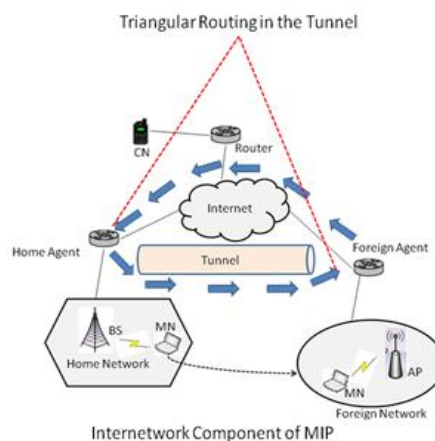 Triangular Routing in the Tunnel
CN
Router
Internet
Home Agent
Foreign Agent
Tunnel
BS
MN
Home Network
AP
MN
Foreign Network
Internetwork Component of MIP